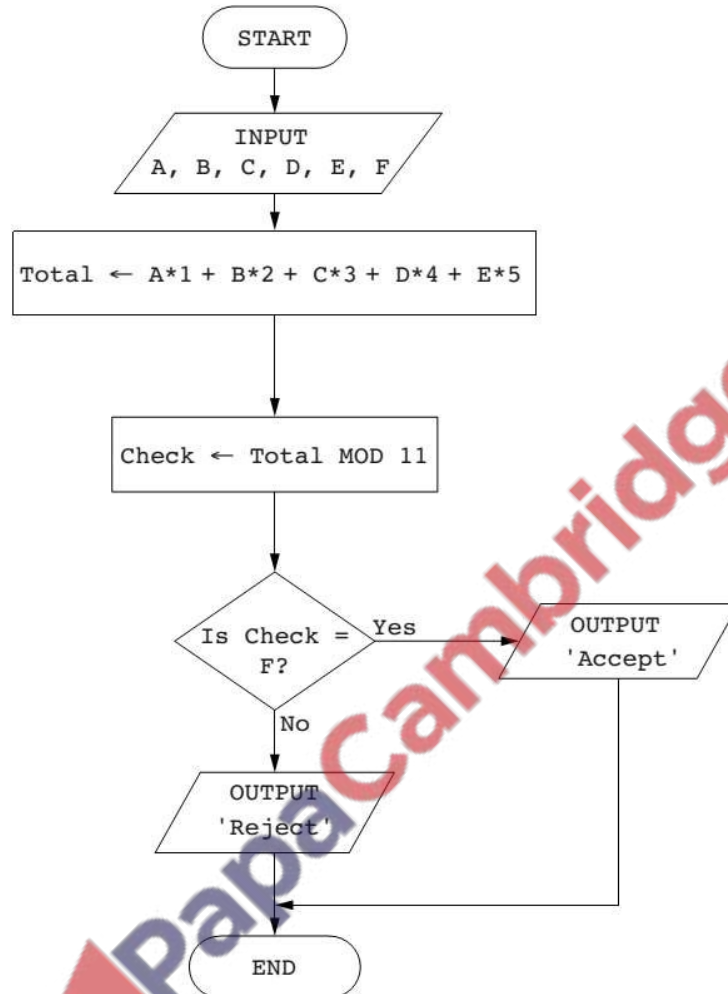 START
INPUT
A, B, C, D, E, F
Total ← A*1 + B*2 + C*3 + D*4 + E*5
Check ← Total MOD 11
Is Check =
F?
Yes
OUTPUT
'Accept'
No
OUTPUT
'Reject'
END
PapaCambridge